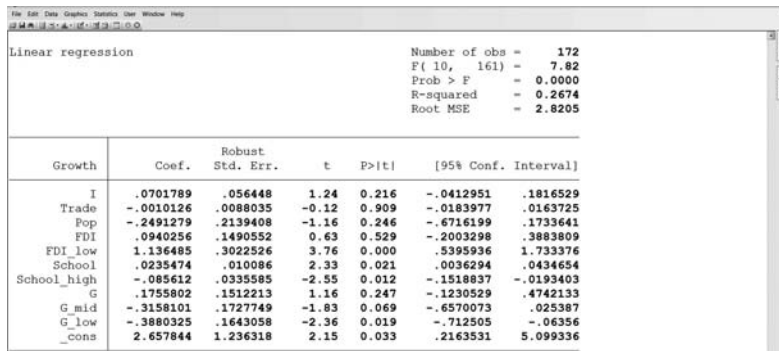 File Edit Data Graphics Statistics User Window Help
Linear regression Number of obs = 172
F( 10, 161) = 7.82
Prob > F = 0.0000
R-squared = 0.2674
Root MSE = 2.8205
Robust
Growth Coef. Std. Err. t P>|t| [95% Conf. Interval]
I .0701789 .056448 1.24 0.216 -.0412951 .1816529
Trade -.0010126 .0088035 -0.12 0.909 -.0183977 .0163725
Pop -.2491279 .2139408 -1.16 0.246 -.6716199 .1733641
FDI .0940256 .1490552 0.63 0.529 -.2003298 .3883809
FDI_low 1.136485 .3022526 3.76 0.000 .5395936 1.733376
School .0235474 .010086 2.33 0.021 .0036294 .0434654
School_high -.085612 .0335585 -2.55 0.012 -.1518837 -.0193403
G .1755802 .1512213 1.16 0.247 -.1230529 .4742133
G_mid -.3158101 .1727749 -1.83 0.069 -.6570073 .025387
G_low -.3880325 .1643058 -2.36 0.019 -.712505 -.06356
_cons 2.657844 1.236318 2.15 0.033 .2163531 5.099336